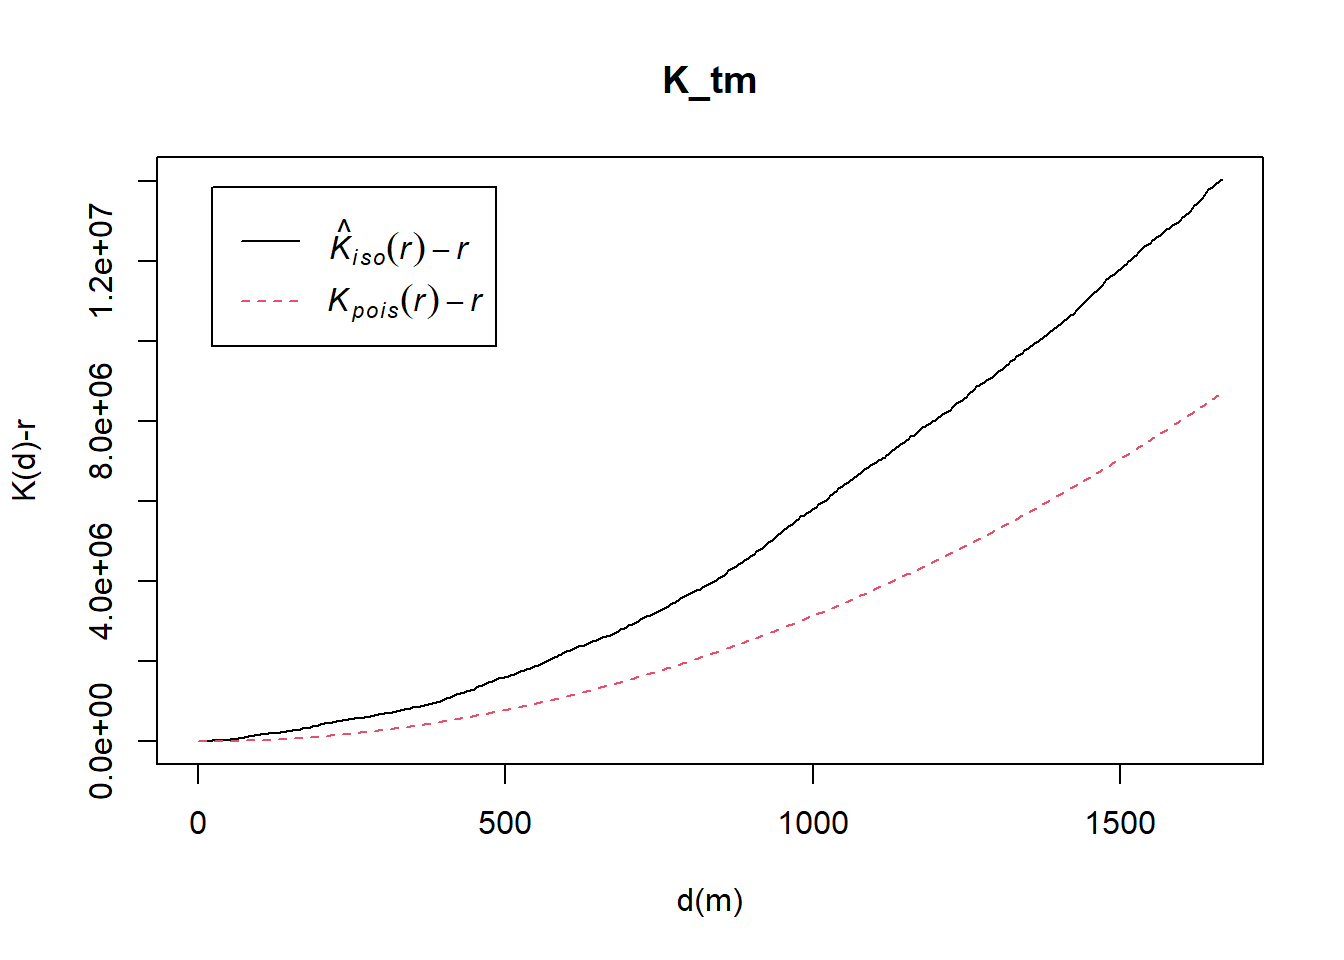 K_tm
K̂iso(r) − r
Kpois(r) − r
K(d)-r
0.0e+00 4.0e+06 8.0e+06 1.2e+07
0 500 1000 1500
d(m)